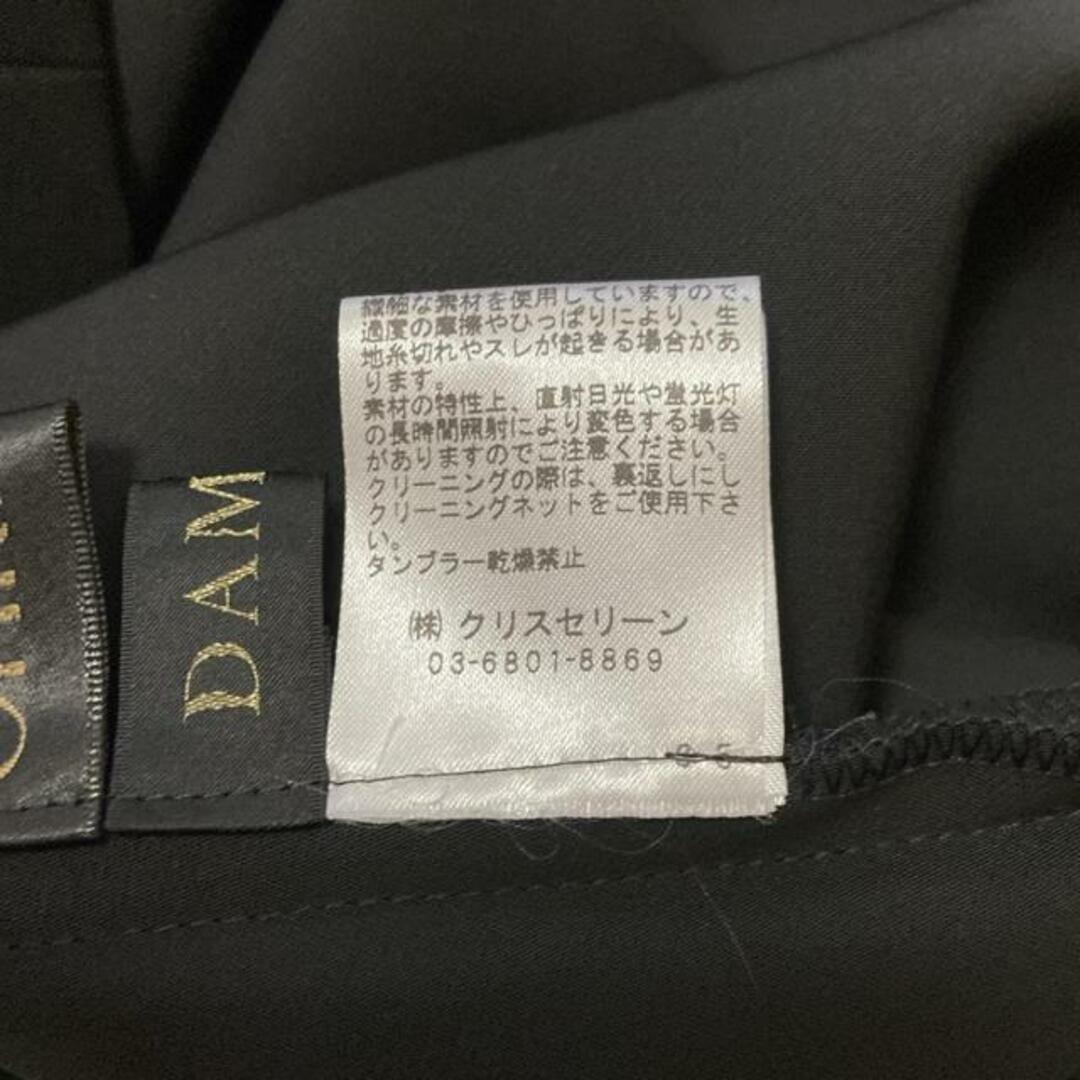 繊細な素材を使用していますので、
過度の摩擦やひっぱりにより、生
地糸切れやスレが起きる場合があ
ります。
素材の特性上、直射日光や蛍光灯
の長時間照射により変色する場合
がありますのでご注意ください。
クリーニングの際は、裏返しにし
クリーニングネットをご使用下さ
い。
タンブラー乾燥禁止
㈱ クリスセリーン
03-6801-8869
DAM